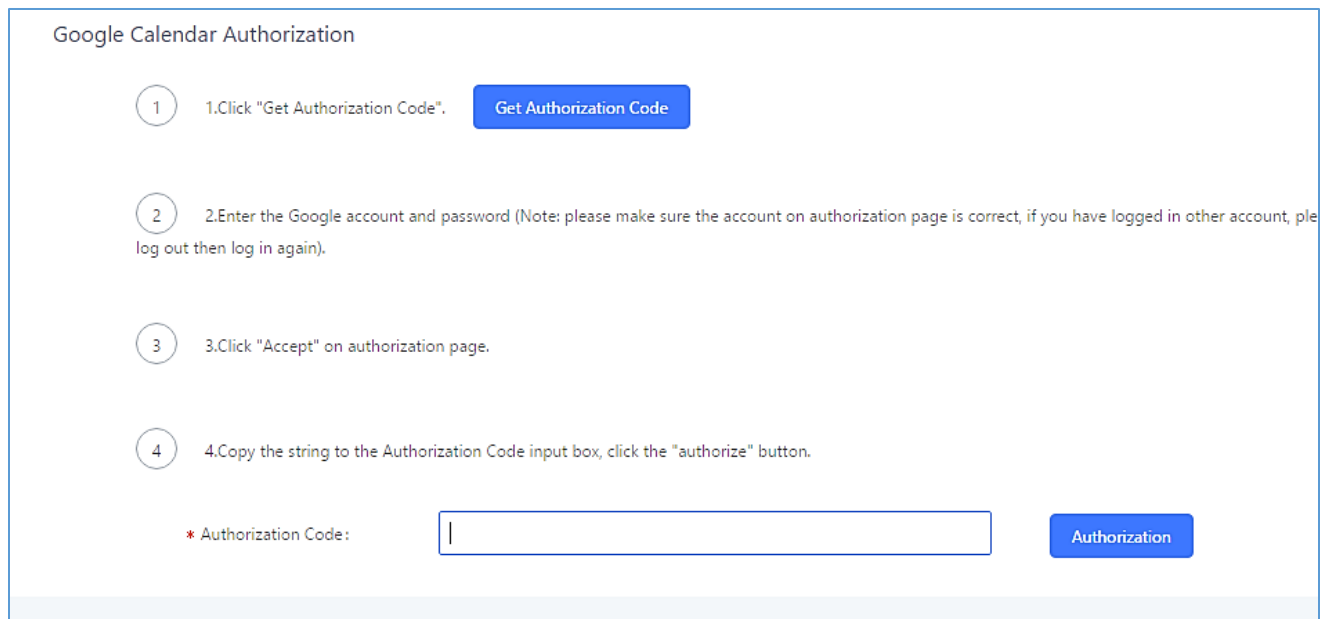 Google Calendar Authorization
1 1.Click "Get Authorization Code". Get Authorization Code
2 2.Enter the Google account and password (Note: please make sure the account on authorization page is correct, if you have logged in other account, ple
log out then log in again).
3 3.Click "Accept" on authorization page.
4 4.Copy the string to the Authorization Code input box, click the "authorize" button.
* Authorization Code: Authorization